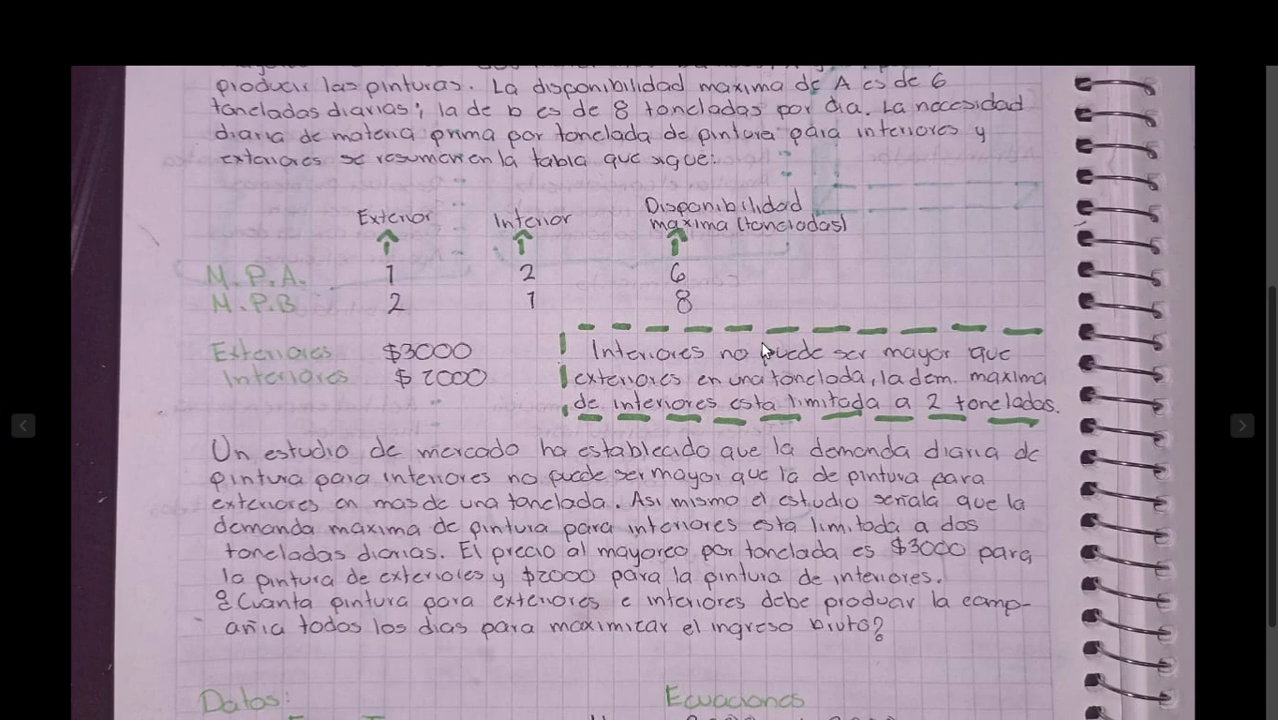 producir las pinturas. La disponibilidad maxima de A es de 6
toneladas diarias; la de b es de 8 toneladas por dia. La necesidad
diaria de materia prima por tonelada de pintura para interiores y
exteriores se resumen en la tabla que sigue:
Exterior Interior Disponibilidad
maxima (toneladas)
M.P.A. 1 2 6
M.P.B 2 1 8
Exteriores $3000
Interiores $2000
Interiores no puede ser mayor que
exteriores en una tonelada, la dem. maxima
de interiores esta limitada a 2 toneladas.
Un estudio de mercado ha establecado que la demanda diaria de
pintura para interiores no puede ser mayor que la de pintura para
exteriores en mas de una tonelada. Asi mismo el estudio señala que la
demanda maxima de pintura para interiores esta limitada a dos
toneladas diarias. El precio al mayoreo por tonelada es $3000 para
la pintura de exteriores y $2000 para la pintura de interiores.
¿Cuanta pintura para exteriores e interiores debe producir la comp-
añia todos los dias para maximizar el ingreso bruto?
Datos: Ecuaciones